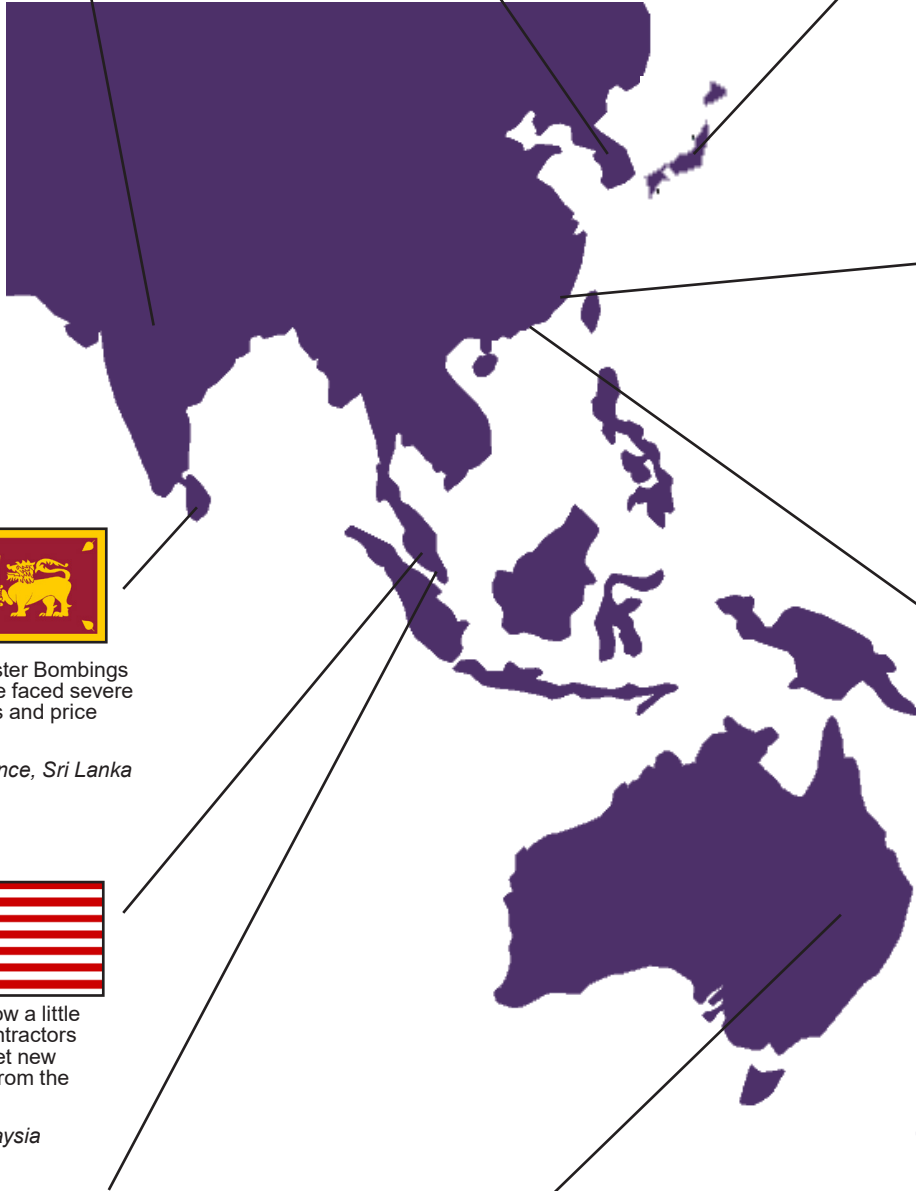 ster Bombings
e faced severe
s and price
nce, Sri Lanka
ow a little
ntractors
et new
rom the
aysia